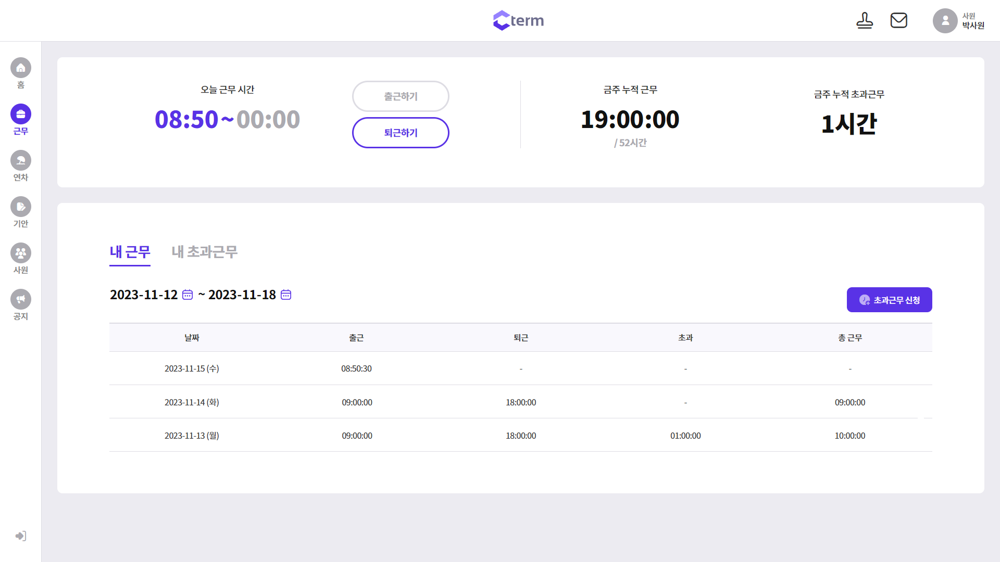 term
사원
박사원
홈
근무
연차
기안
사원
공지
오늘 근무 시간
08:50 ~ 00:00
출근하기
퇴근하기
금주 누적 근무
19:00:00
/ 52시간
금주 누적 초과근무
1시간
내 근무 내 초과근무
2023-11-12 ~ 2023-11-18
초과근무 신청
날짜 출근 퇴근 초과 총 근무
2023-11-15 (수) 08:50:30 - - -
2023-11-14 (화) 09:00:00 18:00:00 - 09:00:00
2023-11-13 (월) 09:00:00 18:00:00 01:00:00 10:00:00